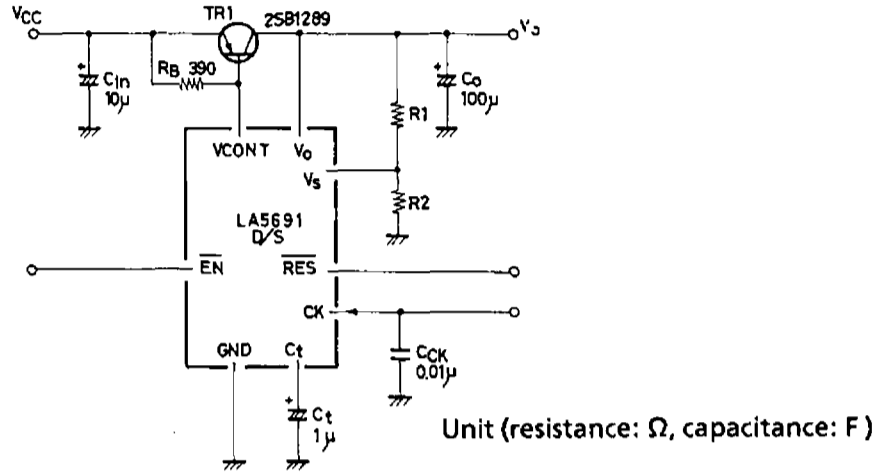 VCC
TR1
2SB1289
Vo
RB 390
+
Cin
10μ
+
Co
100μ
R1
VCONT
Vo
Vs
R2
LA5691
D/S
EN
RES
CK
GND
Ct
CCK
0.01μ
+
Ct
1μ
Unit (resistance: Ω, capacitance: F)